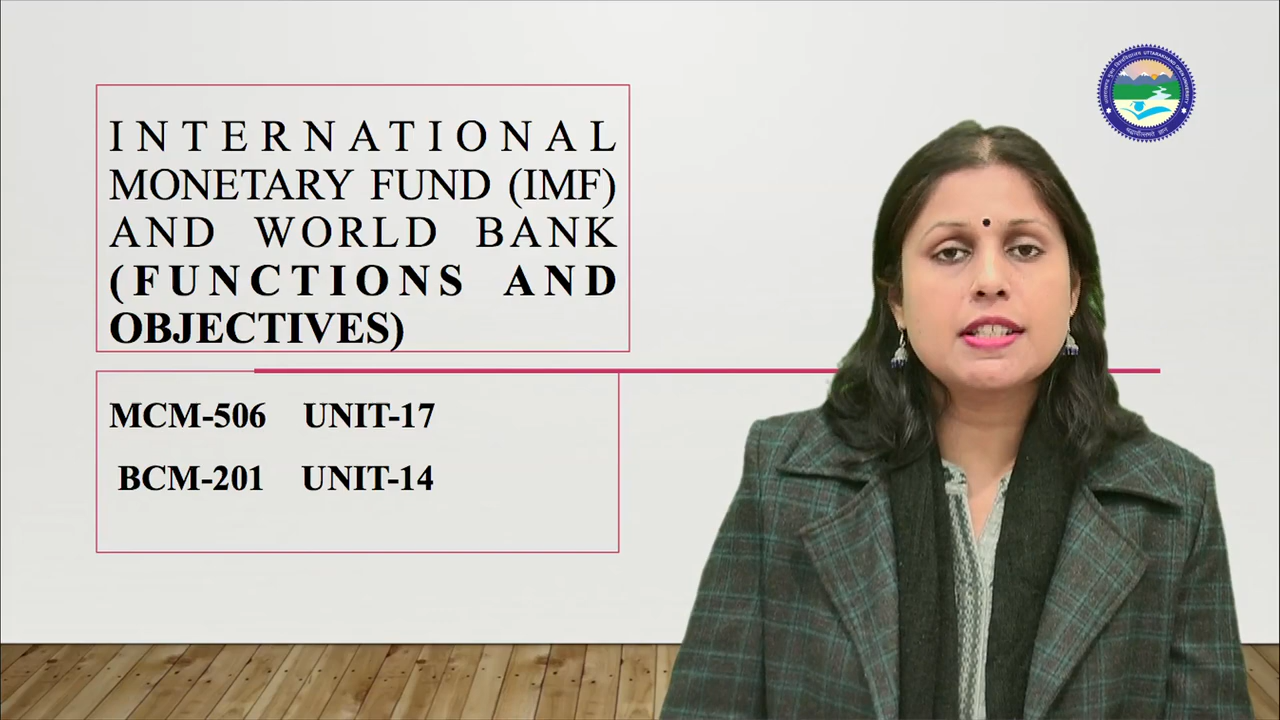 INTERNATIONAL
MONETARY FUND (IMF)
AND WORLD BANK
(FUNCTIONS AND
OBJECTIVES)
MCM-506 UNIT-17
BCM-201 UNIT-14